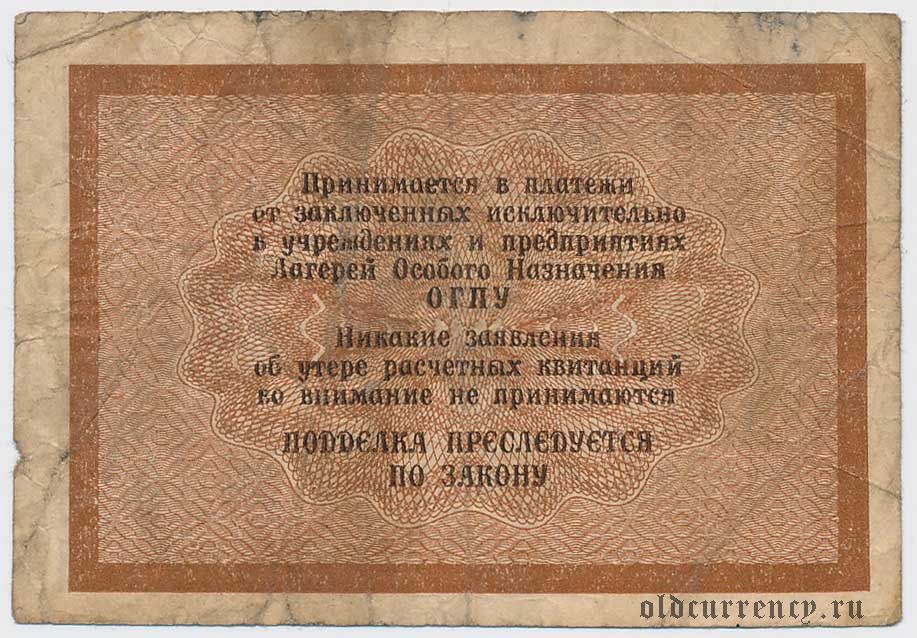 Принимается в платежи
от заключенных исключительно
в учреждениях и предприятиях
Лагерей Особого Назначения
ОГПУ
Никакие заявления
об утере расчетных квитанций
во внимание не принимаются
ПОДДЕЛКА ПРЕСЛЕДУЕТСЯ
ПО ЗАКОНУ
oldcurrency.ru